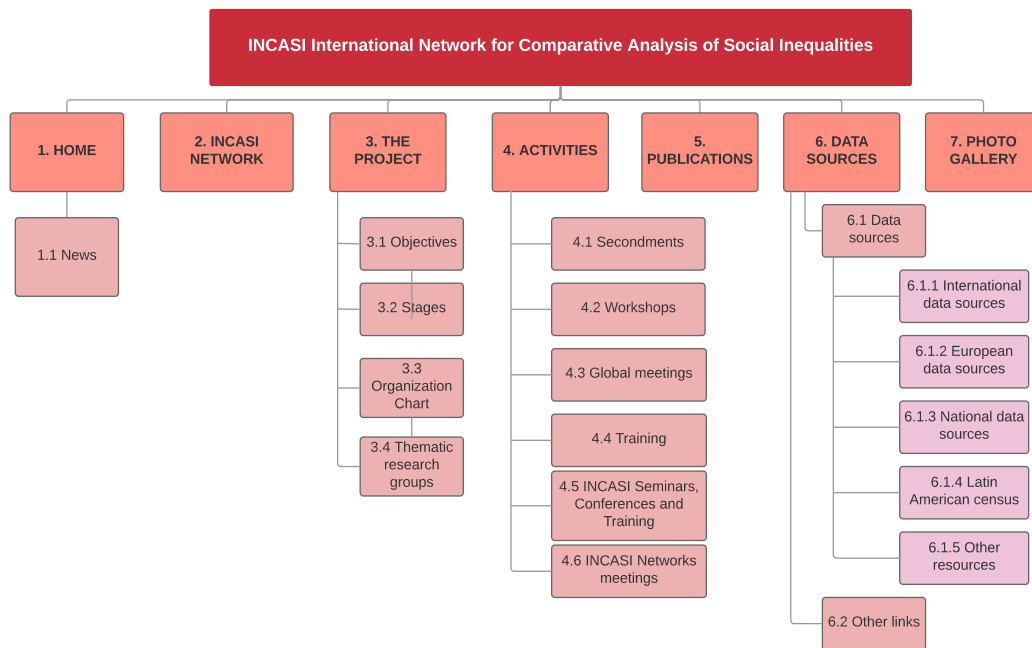 INCASI International Network for Comparative Analysis of Social Inequalities
1. HOME
2. INCASI
NETWORK
3. THE
PROJECT
4. ACTIVITIES
5.
PUBLICATIONS
6. DATA
SOURCES
7. PHOTO
GALLERY
1.1 News
3.1 Objectives
3.2 Stages
3.3
Organization
Chart
3.4 Thematic
research
groups
4.1 Secondments
4.2 Workshops
4.3 Global meetings
4.4 Training
4.5 INCASI Seminars,
Conferences and
Training
4.6 INCASI Networks
meetings
6.1 Data
sources
6.1.1 International
data sources
6.1.2 European
data sources
6.1.3 National data
sources
6.1.4 Latin
American census
6.1.5 Other
resources
6.2 Other links